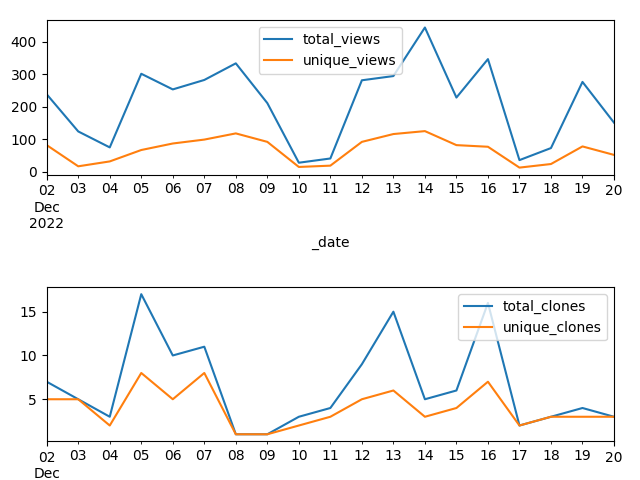 400
300
200
100
0
total_views
unique_views
02 03 04 05 06 07 08 09 10 11 12 13 14 15 16 17 18 19 20
Dec
2022
_date
15
10
5
total_clones
unique_clones
02 03 04 05 06 07 08 09 10 11 12 13 14 15 16 17 18 19 20
Dec